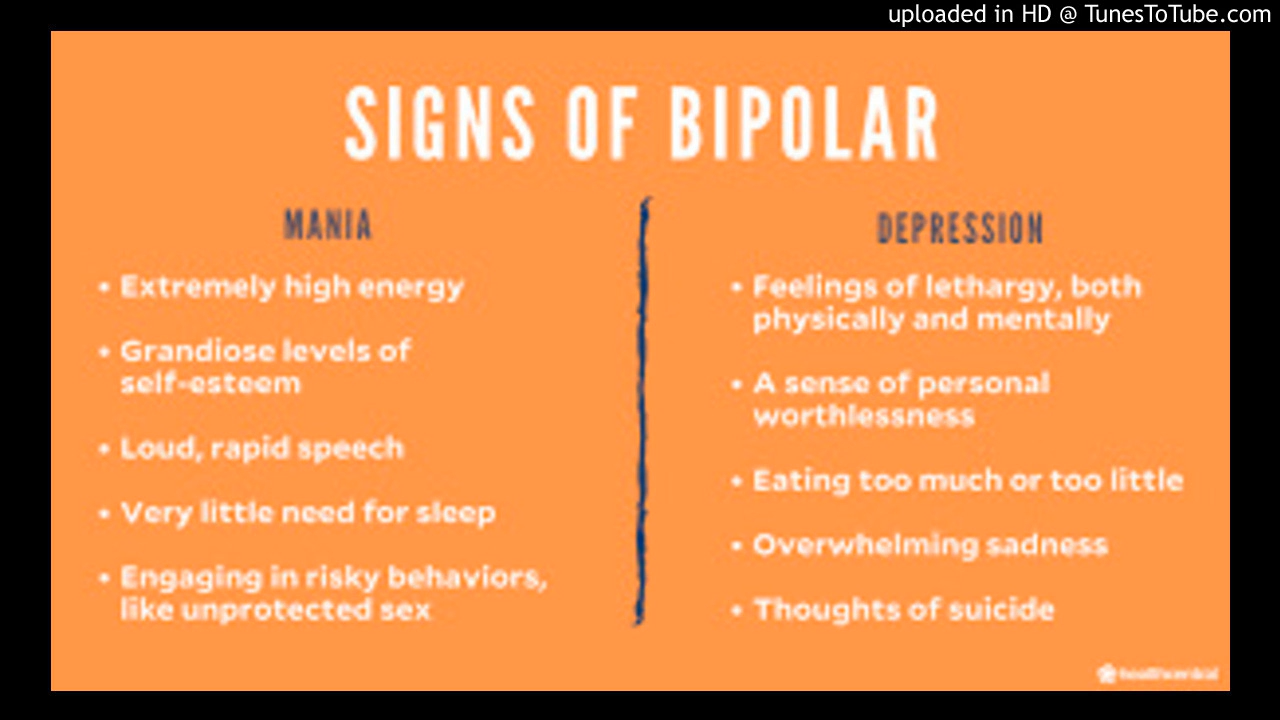 uploaded in HD @ TunesToTube.com
SIGNS OF BIPOLAR
MANIA
• Extremely high energy
• Grandiose levels of
self-esteem
• Loud, rapid speech
• Very little need for sleep
• Engaging in risky behaviors,
like unprotected sex
DEPRESSION
• Feelings of lethargy, both
physically and mentally
• A sense of personal
worthlessness
• Eating too much or too little
• Overwhelming sadness
• Thoughts of suicide
healthcentral